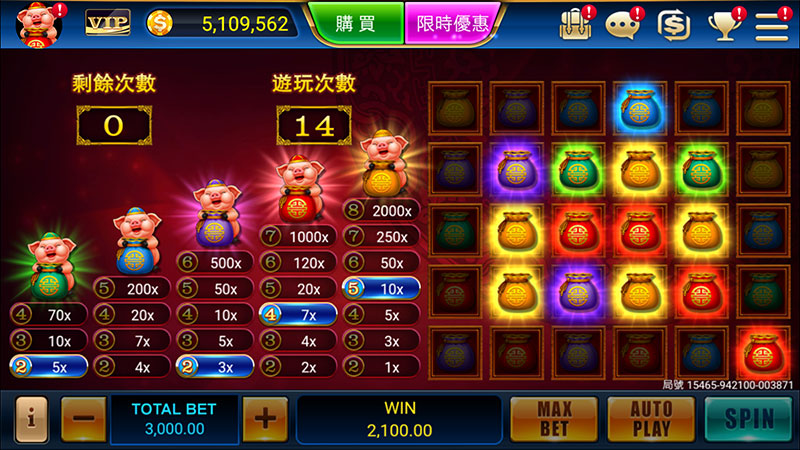 VIP
$
5,109,562
購買
限時優惠
剩餘次數
遊玩次數
0
14
8 2000x
7 1000x
7 250x
6 500x
6 120x
6 50x
5 200x
5 50x
5 20x
5 10x
4 70x
4 20x
4 10x
4 7x
4 5x
3 10x
3 7x
3 5x
3 4x
3 3x
2 5x
2 4x
2 3x
2 2x
2 1x
局號 15465-942100-003871
i
TOTAL BET
3,000.00
WIN
2,100.00
MAX
BET
AUTO
PLAY
SPIN